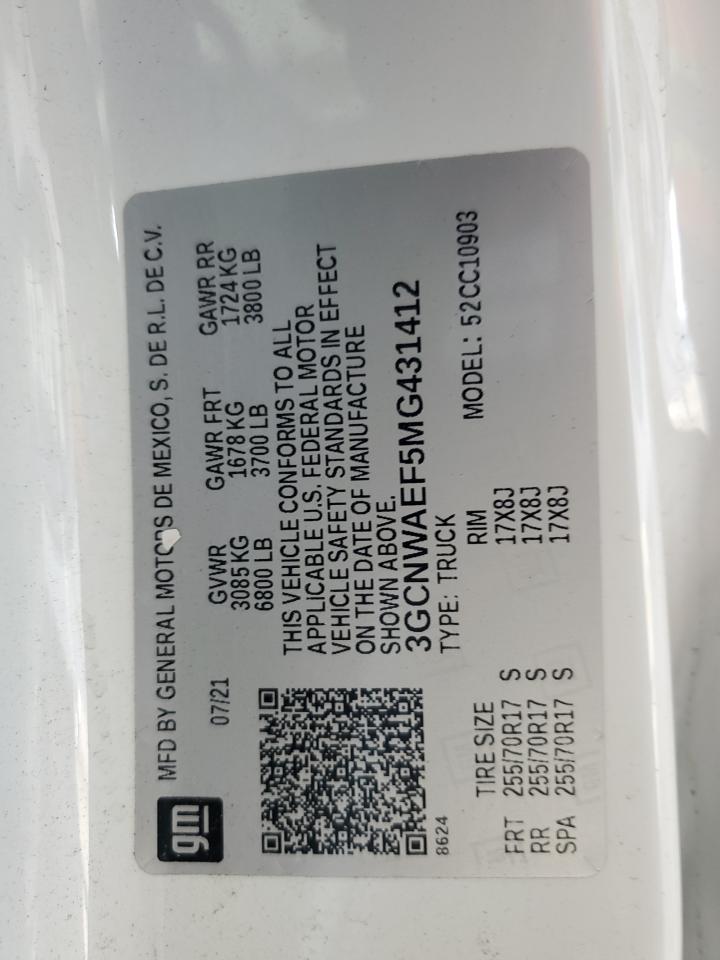 gm
MFD BY GENERAL MOTORS DE MEXICO, S. DE R.L. DE C.V.
07/21 GVWR GAWR FRT GAWR RR
3085 KG 1678 KG 1724 KG
6800 LB 3700 LB 3800 LB
THIS VEHICLE CONFORMS TO ALL
APPLICABLE U.S. FEDERAL MOTOR
VEHICLE SAFETY STANDARDS IN EFFECT
ON THE DATE OF MANUFACTURE
SHOWN ABOVE.
3GCNWAEF5MG431412
8624 TYPE: TRUCK MODEL: 52CC10903
TIRE SIZE RIM
FRT 255/70R17 S 17X8J
RR 255/70R17 S 17X8J
SPA 255/70R17 S 17X8J